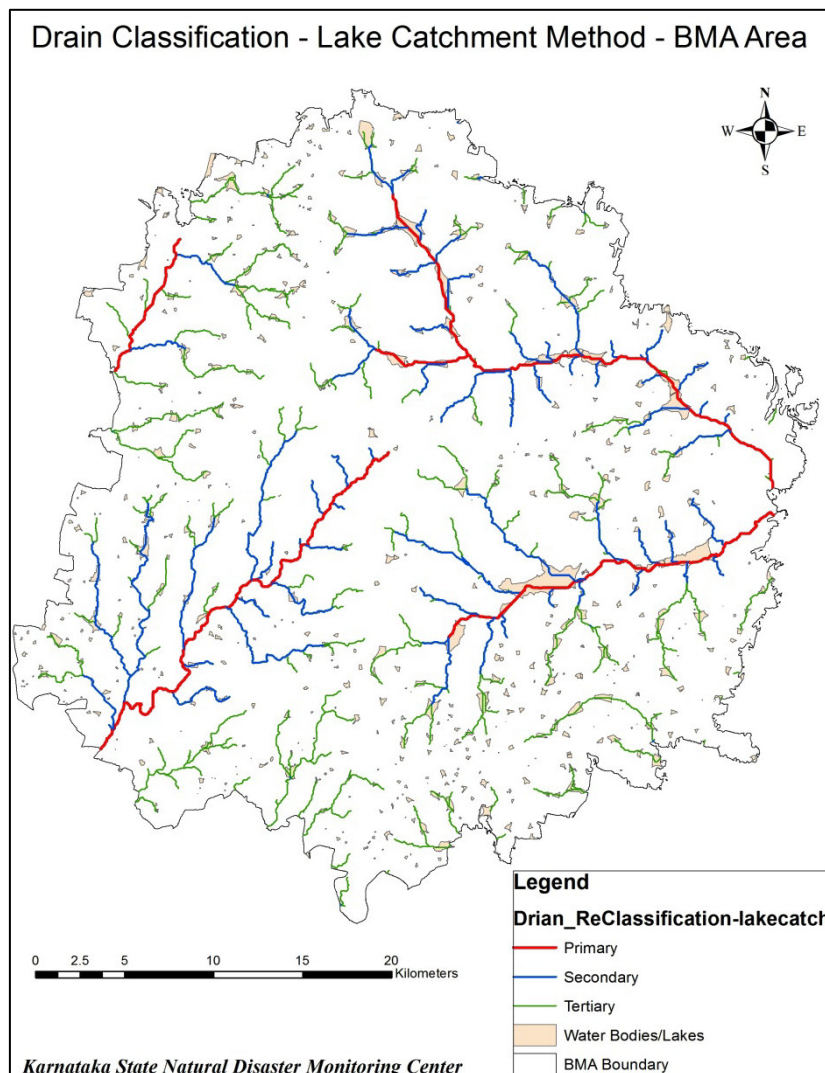 Drain Classification - Lake Catchment Method - BMA Area
N
W E
S
Legend
Drian_ReClassification-lakecatch
Primary
Secondary
Tertiary
Water Bodies/Lakes
BMA Boundary
0 2.5 5 10 15 20
Kilometers
Karnataka State Natural Disaster Monitoring Center